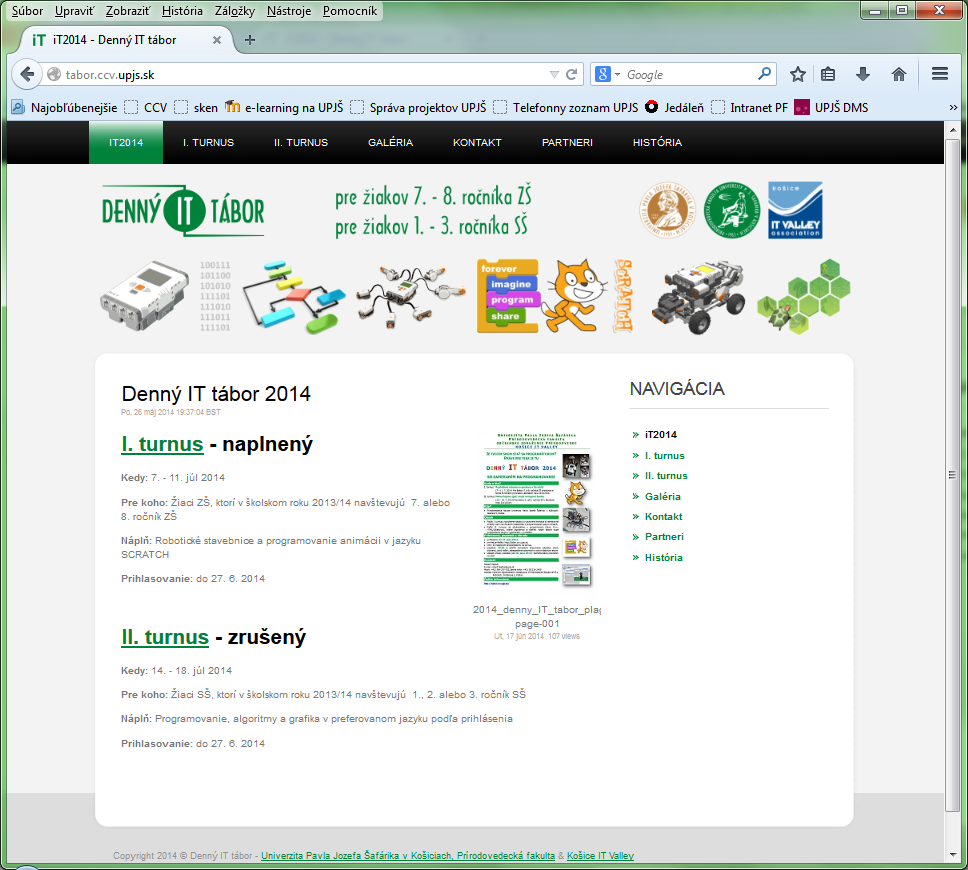 Súbor Upraviť Zobraziť História Záložky Nástroje Pomocník
iT iT2014 - Denný IT tábor
tabor.ccv.upjs.sk
Google
Najobľúbenejšie CCV sken e-learning na UPJŠ Správa projektov UPJŠ Telefonny zoznam UPJS Jedáleň Intranet PF UPJŠ DMS
IT2014 I. TURNUS II. TURNUS GALÉRIA KONTAKT PARTNERI HISTÓRIA
DENNÝ IT TÁBOR
pre žiakov 7. - 8. ročníka ZŠ
pre žiakov 1. - 3. ročníka SŠ
KOŠICE
IT VALLEY
association
100111
101100
101010
111101
111010
111011
111101
forever
imagine
program
share
SCRATCH
Denný IT tábor 2014
Po, 26 máj 2014 19:37:04 BST
I. turnus - naplnený
Kedy: 7. - 11. júl 2014
Pre koho: Žiaci ZŠ, ktorí v školskom roku 2013/14 navštevujú 7. alebo
8. ročník ZŠ
Náplň: Robotické stavebnice a programovanie animácii v jazyku
SCRATCH
Prihlasovanie: do 27. 6. 2014
DENNÝ IT TÁBOR 2014
2014_denny_IT_tabor_plag
page-001
Ut, 17 jún 2014 107 views
II. turnus - zrušený
Kedy: 14. - 18. júl 2014
Pre koho: Žiaci SŠ, ktorí v školskom roku 2013/14 navštevujú 1., 2. alebo 3. ročník SŠ
Náplň: Programovanie, algoritmy a grafika v preferovanom jazyku podľa prihlásenia
Prihlasovanie: do 27. 6. 2014
NAVIGÁCIA
» iT2014
» I. turnus
» II. turnus
» Galéria
» Kontakt
» Partneri
» História
Copyright 2014 © Denný IT tábor - Univerzita Pavla Jozefa Šafárika v Košiciach, Prírodovedecká fakulta & Košice IT Valley